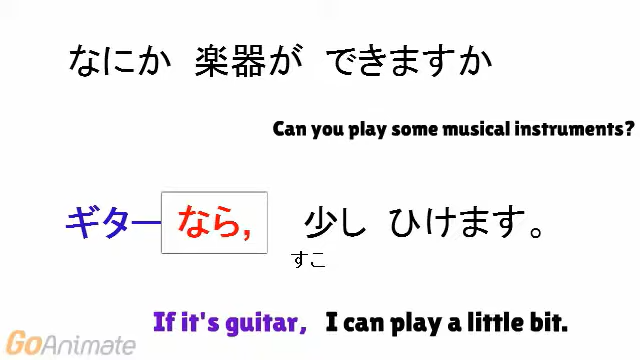 なにか 楽器が できますか
Can you play some musical instruments?
ギター なら, 少し ひけます。
すこ
If it's guitar, I can play a little bit.
GoAnimate